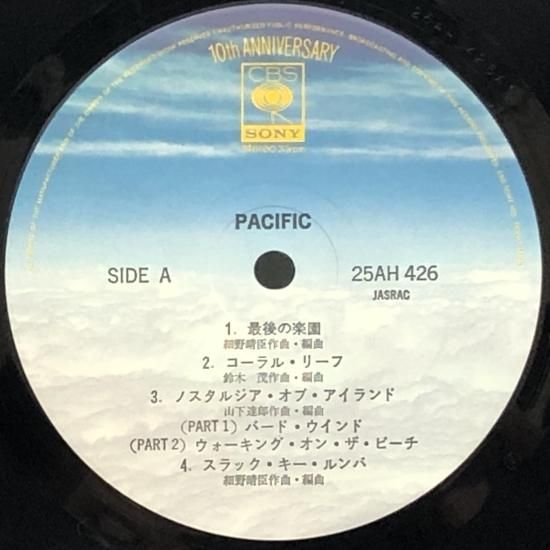 10th ANNIVERSARY
CBS
SONY
PACIFIC
SIDE A
25AH 426
JASRAC
1. 最後の楽園
細野晴臣作曲・編曲
2. コーラル・リーフ
鈴木 茂作曲・編曲
3. ノスタルジア・オブ・アイランド
山下達郎作曲・編曲
(PART 1) バード・ウインド
(PART 2) ウォーキング・オン・ザ・ビーチ
4. スラック・キー・ルンバ
細野晴臣作曲・編曲